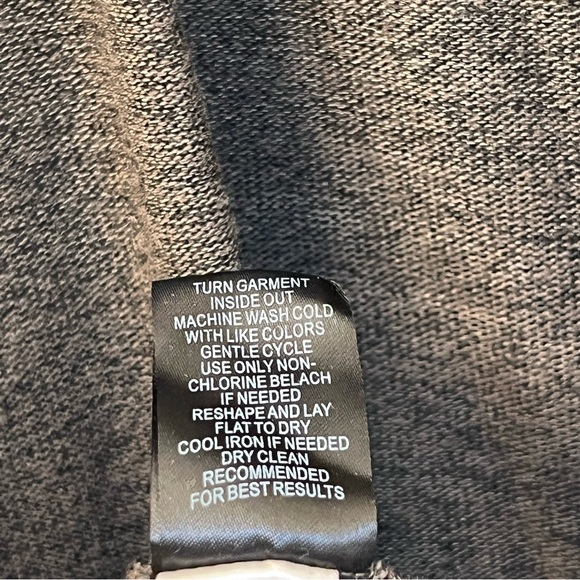 TURN GARMENT
INSIDE OUT
MACHINE WASH COLD
WITH LIKE COLORS
GENTLE CYCLE
USE ONLY NON-
CHLORINE BELACH
IF NEEDED
RESHAPE AND LAY
FLAT TO DRY
COOL IRON IF NEEDED
DRY CLEAN
RECOMMENDED
FOR BEST RESULTS